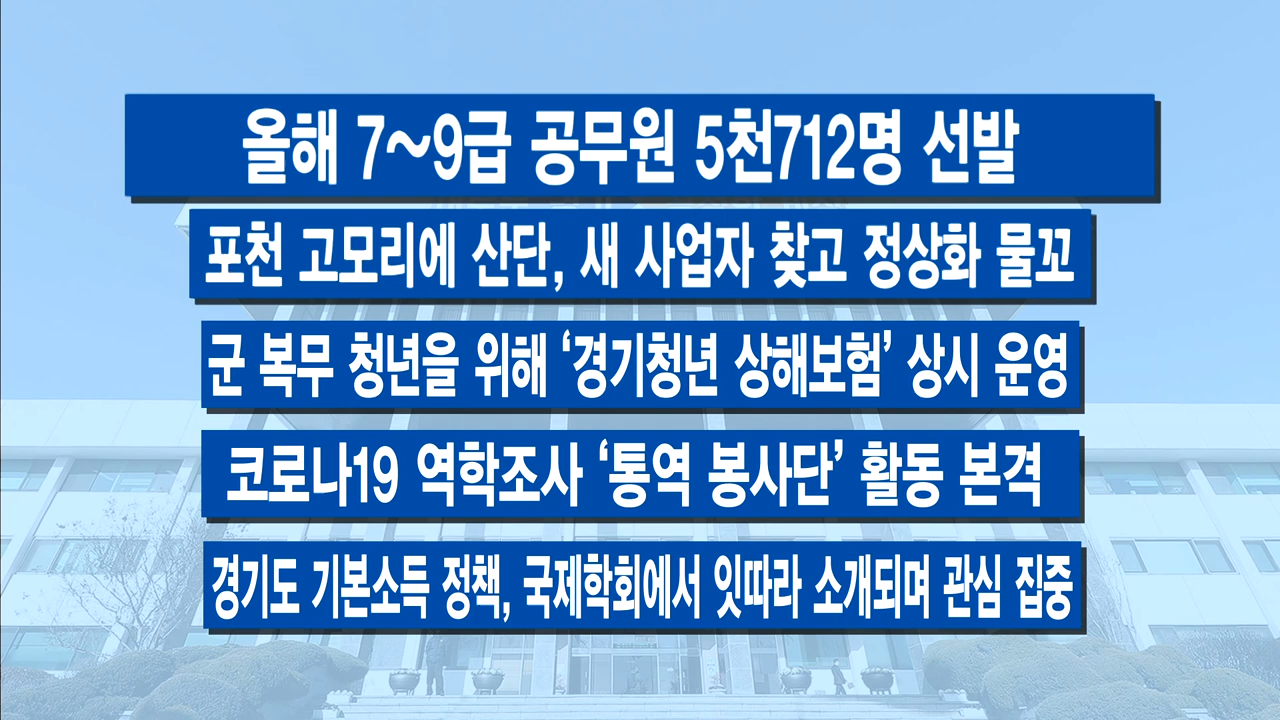 올해 7~9급 공무원 5천712명 선발
포천 고모리에 산단, 새 사업자 찾고 정상화 물꼬
군 복무 청년을 위해 ‘경기청년 상해보험’ 상시 운영
코로나19 역학조사 ‘통역 봉사단’ 활동 본격
경기도 기본소득 정책, 국제학회에서 잇따라 소개되며 관심 집중